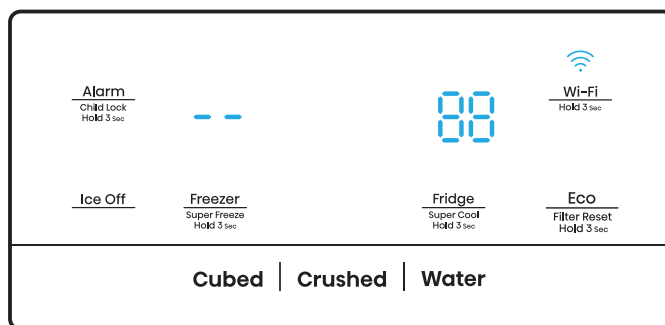 Alarm
Child Lock
Hold 3 Sec
--
88
Wi-Fi
Hold 3 Sec
Ice Off
Freezer
Super Freeze
Hold 3 Sec
Fridge
Super Cool
Hold 3 Sec
Eco
Filter Reset
Hold 3 Sec
Cubed | Crushed | Water